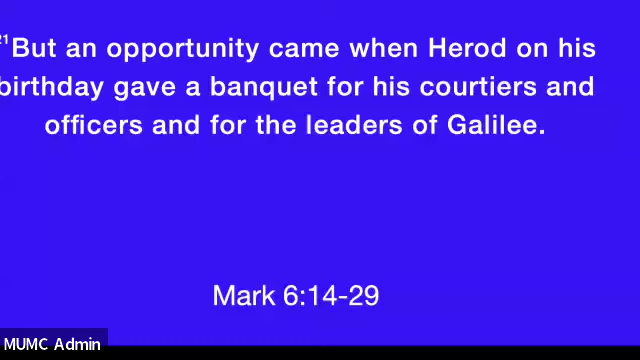 21But an opportunity came when Herod on his
birthday gave a banquet for his courtiers and
officers and for the leaders of Galilee.
Mark 6:14-29
MUMC Admin